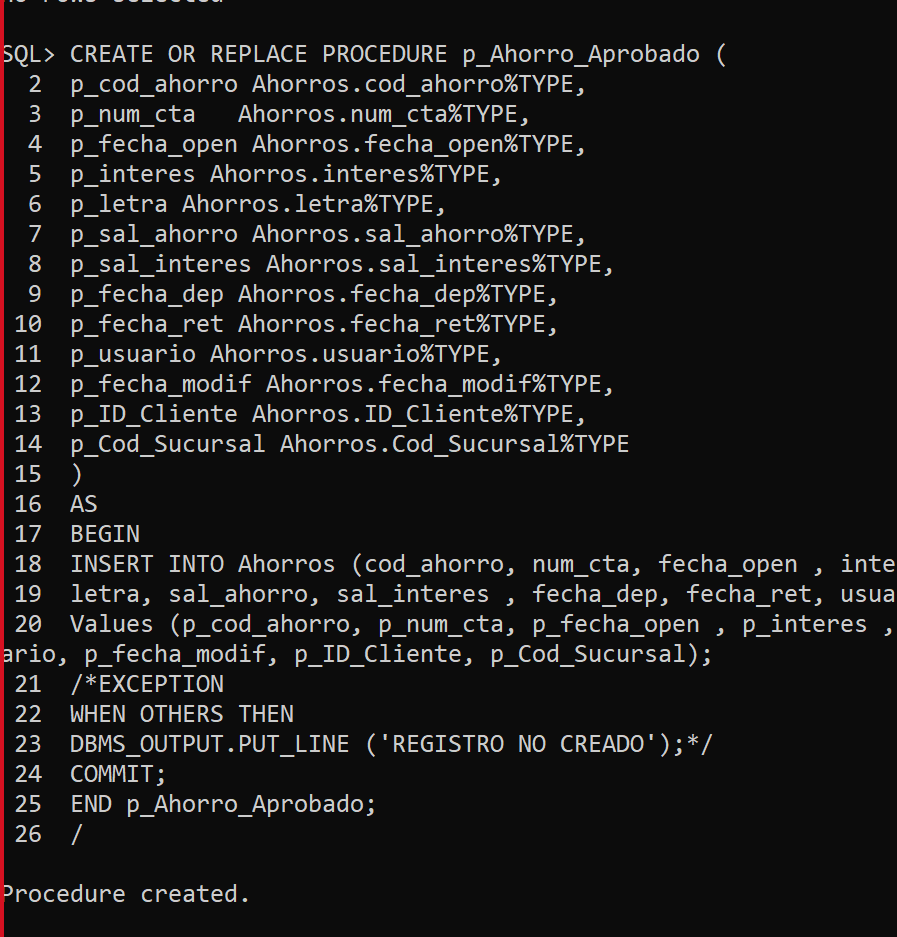 SQL> CREATE OR REPLACE PROCEDURE p_Ahorro_Aprobado (
2 p_cod_ahorro Ahorros.cod_ahorro%TYPE,
3 p_num_cta Ahorros.num_cta%TYPE,
4 p_fecha_open Ahorros.fecha_open%TYPE,
5 p_interes Ahorros.interes%TYPE,
6 p_letra Ahorros.letra%TYPE,
7 p_sal_ahorro Ahorros.sal_ahorro%TYPE,
8 p_sal_interes Ahorros.sal_interes%TYPE,
9 p_fecha_dep Ahorros.fecha_dep%TYPE,
10 p_fecha_ret Ahorros.fecha_ret%TYPE,
11 p_usuario Ahorros.usuario%TYPE,
12 p_fecha_modif Ahorros.fecha_modif%TYPE,
13 p_ID_Cliente Ahorros.ID_Cliente%TYPE,
14 p_Cod_Sucursal Ahorros.Cod_Sucursal%TYPE
15 )
16 AS
17 BEGIN
18 INSERT INTO Ahorros (cod_ahorro, num_cta, fecha_open , inte
19 letra, sal_ahorro, sal_interes , fecha_dep, fecha_ret, usua
20 Values (p_cod_ahorro, p_num_cta, p_fecha_open , p_interes ,
ario, p_fecha_modif, p_ID_Cliente, p_Cod_Sucursal);
21 /*EXCEPTION
22 WHEN OTHERS THEN
23 DBMS_OUTPUT.PUT_LINE ('REGISTRO NO CREADO');*/
24 COMMIT;
25 END p_Ahorro_Aprobado;
26 /
Procedure created.